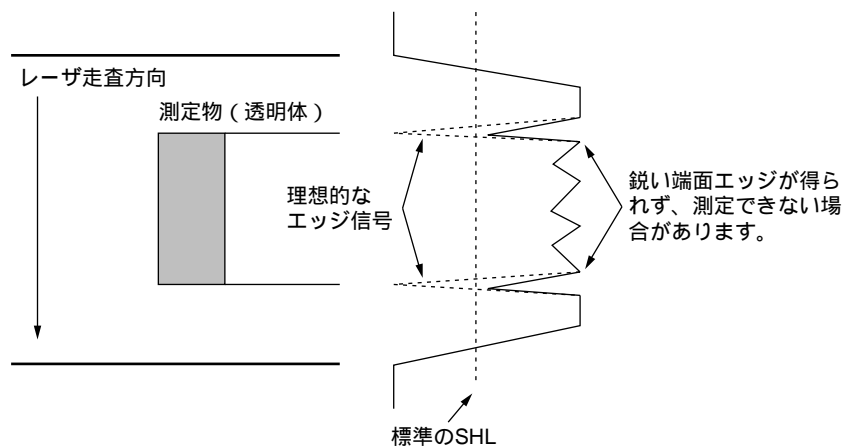 レーザ走査方向
測定物（透明体）
理想的な
エッジ信号
鋭い端面エッジが得ら
れず、測定できない場
合があります。
標準のSHL